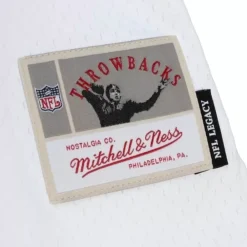 THROWBACKS
NFL
NOSTALGIA CO.
Mitchell & Ness
PHILADELPHIA, PA.
NFL LEGACY